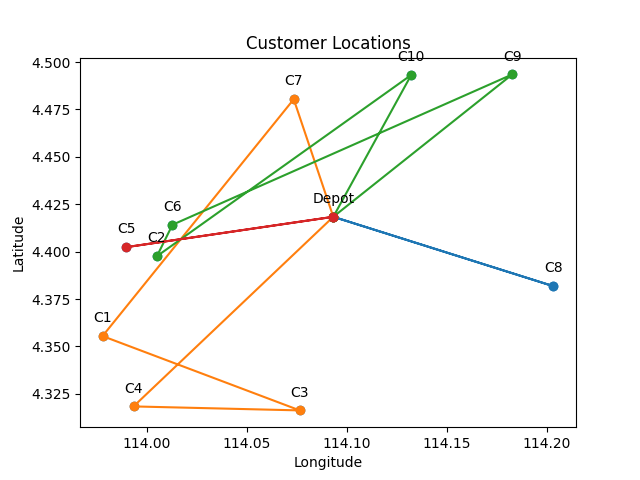 Customer Locations
C10
C9
C7
Depot
C6
C5
C2
C8
C1
C4
C3
4.500
4.475
4.450
4.425
4.400
4.375
4.350
4.325
Latitude
114.00
114.05
114.10
114.15
114.20
Longitude